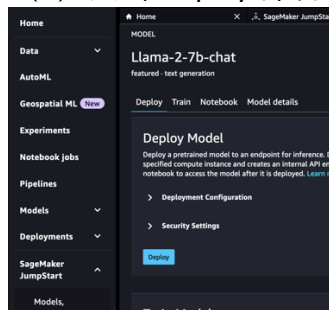 Home
Data
AutoML
Geospatial ML New
Experiments
Notebook jobs
Pipelines
Models
Deployments
SageMaker
JumpStart
Models,
Home
SageMaker JumpSta
MODEL
Llama-2-7b-chat
featured · text generation
Deploy Train Notebook Model details
Deploy Model
Deploy a pretrained model to an endpoint for inference.
specified compute instance and creates an internal API en
notebook to access the model after it is deployed. Learn
Deployment Configuration
Security Settings
Deploy